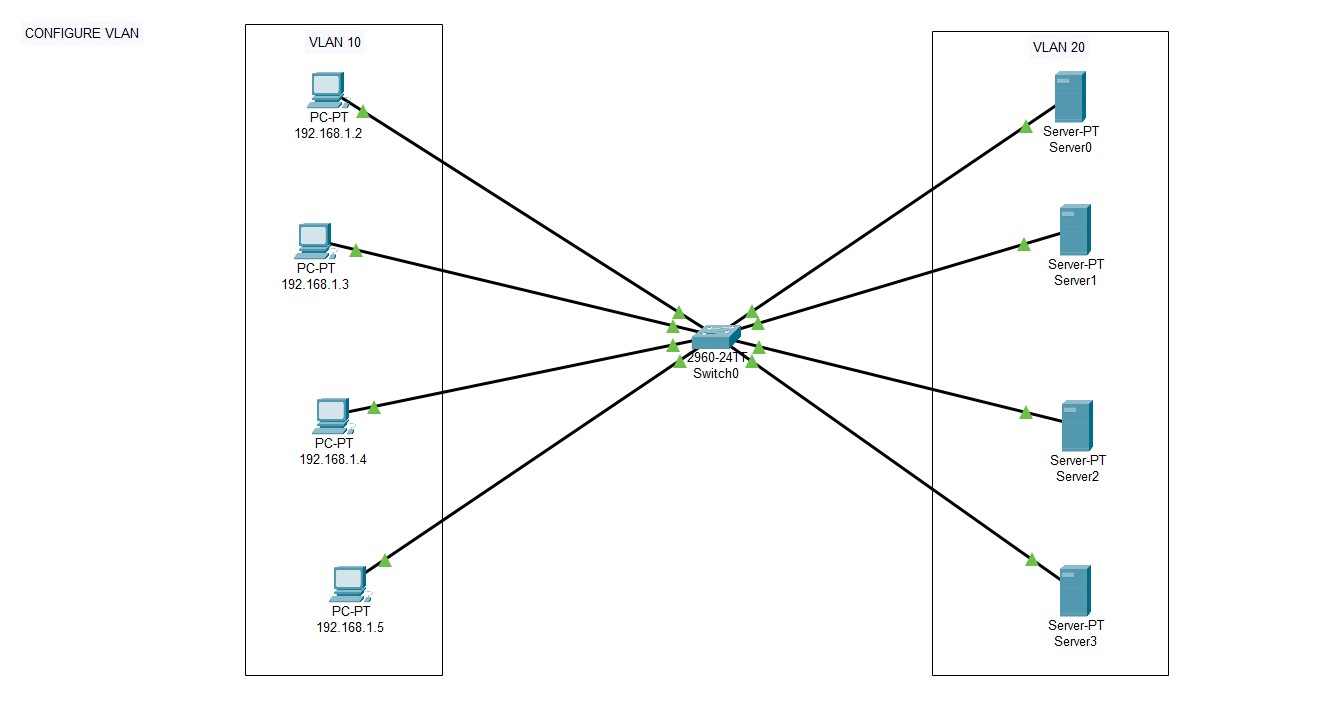 CONFIGURE VLAN
VLAN 10
PC-PT
192.168.1.2
PC-PT
192.168.1.3
PC-PT
192.168.1.4
PC-PT
192.168.1.5
2960-24TT
Switch0
VLAN 20
Server-PT
Server0
Server-PT
Server1
Server-PT
Server2
Server-PT
Server3